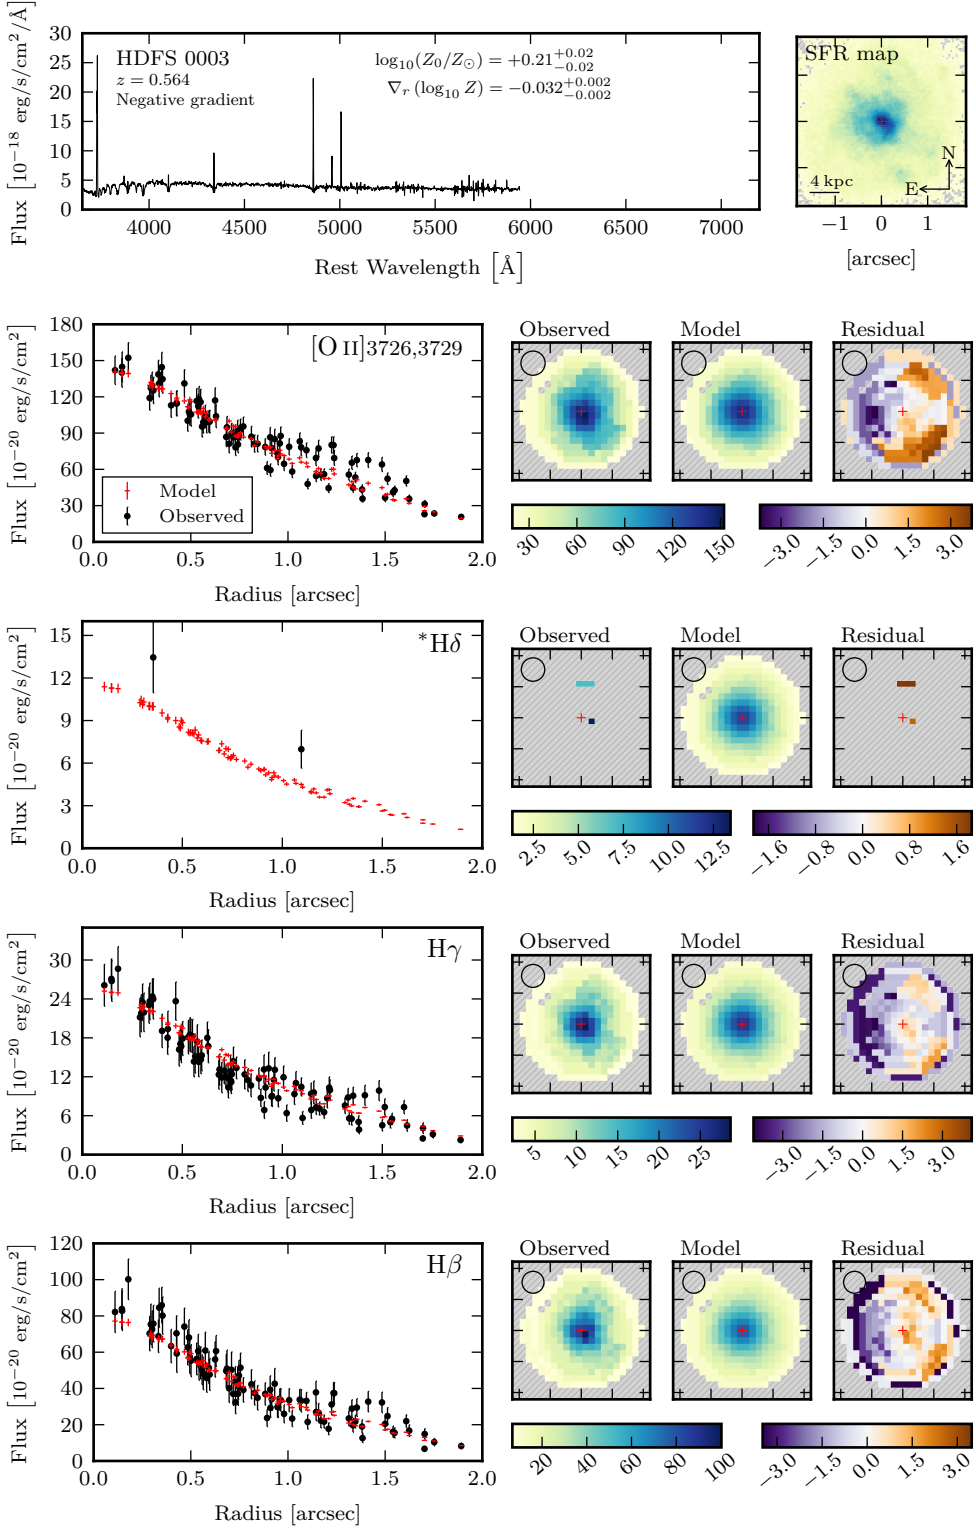 HDFS 0003
z = 0.564
Negative gradient
log₁₀(Z₀/Z⊙) = +0.21 +0.02 −0.02
∇ᵣ (log₁₀ Z) = −0.032 +0.002 −0.002
Flux [10⁻¹⁸ erg/s/cm²/Å]
30
25
20
15
10
5
0
4000 4500 5000 5500 6000 6500 7000
Rest Wavelength [Å]
SFR map
N
E
4 kpc
−1 0 1
[arcsec]
[O II]3726,3729
Flux [10⁻²⁰ erg/s/cm²]
180
150
120
90
60
30
0
Model
Observed
0.0 0.5 1.0 1.5 2.0
Radius [arcsec]
Observed Model Residual
30 60 90 120 150
−3.0 −1.5 0.0 1.5 3.0
*Hδ
Flux [10⁻²⁰ erg/s/cm²]
15
12
9
6
3
0
0.0 0.5 1.0 1.5 2.0
Radius [arcsec]
Observed Model Residual
2.5 5.0 7.5 10.0 12.5
−1.6 −0.8 0.0 0.8 1.6
Hγ
Flux [10⁻²⁰ erg/s/cm²]
30
24
18
12
6
0
0.0 0.5 1.0 1.5 2.0
Radius [arcsec]
Observed Model Residual
5 10 15 20 25
−3.0 −1.5 0.0 1.5 3.0
Hβ
Flux [10⁻²⁰ erg/s/cm²]
120
100
80
60
40
20
0
0.0 0.5 1.0 1.5 2.0
Radius [arcsec]
Observed Model Residual
20 40 60 80 100
−3.0 −1.5 0.0 1.5 3.0